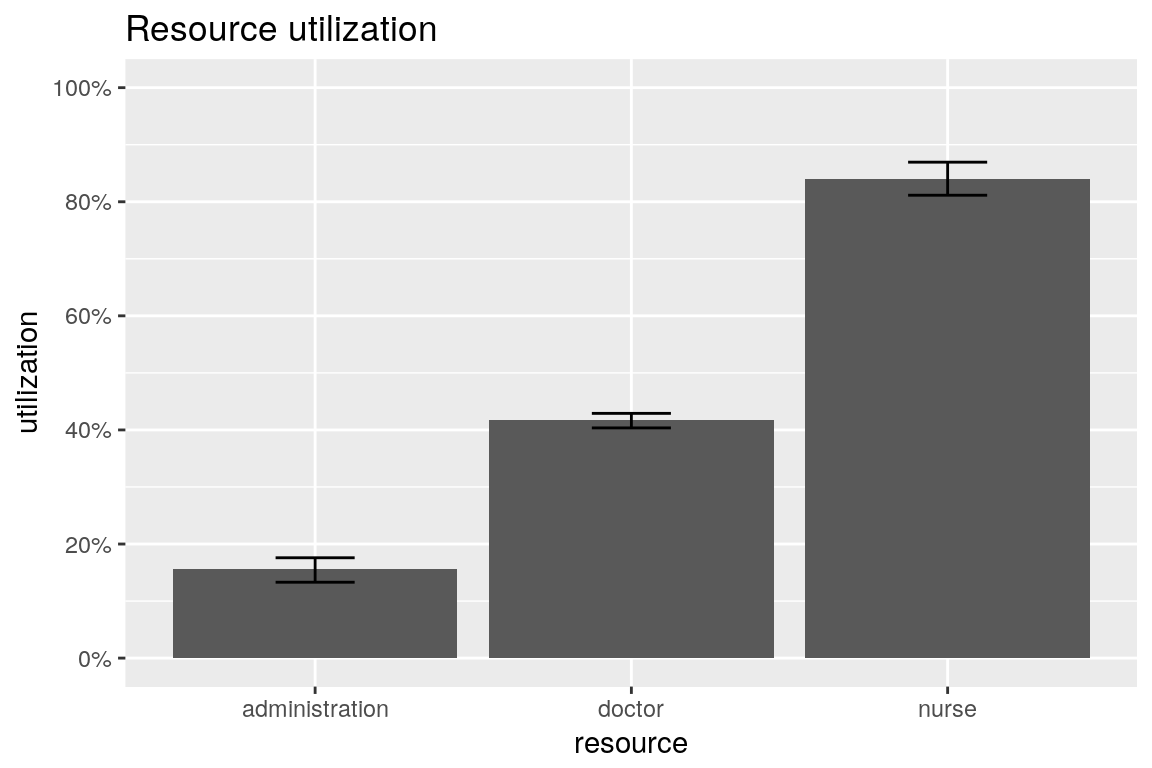 Resource utilization
100%
80%
60%
40%
20%
0%
utilization
administration
doctor
nurse
resource